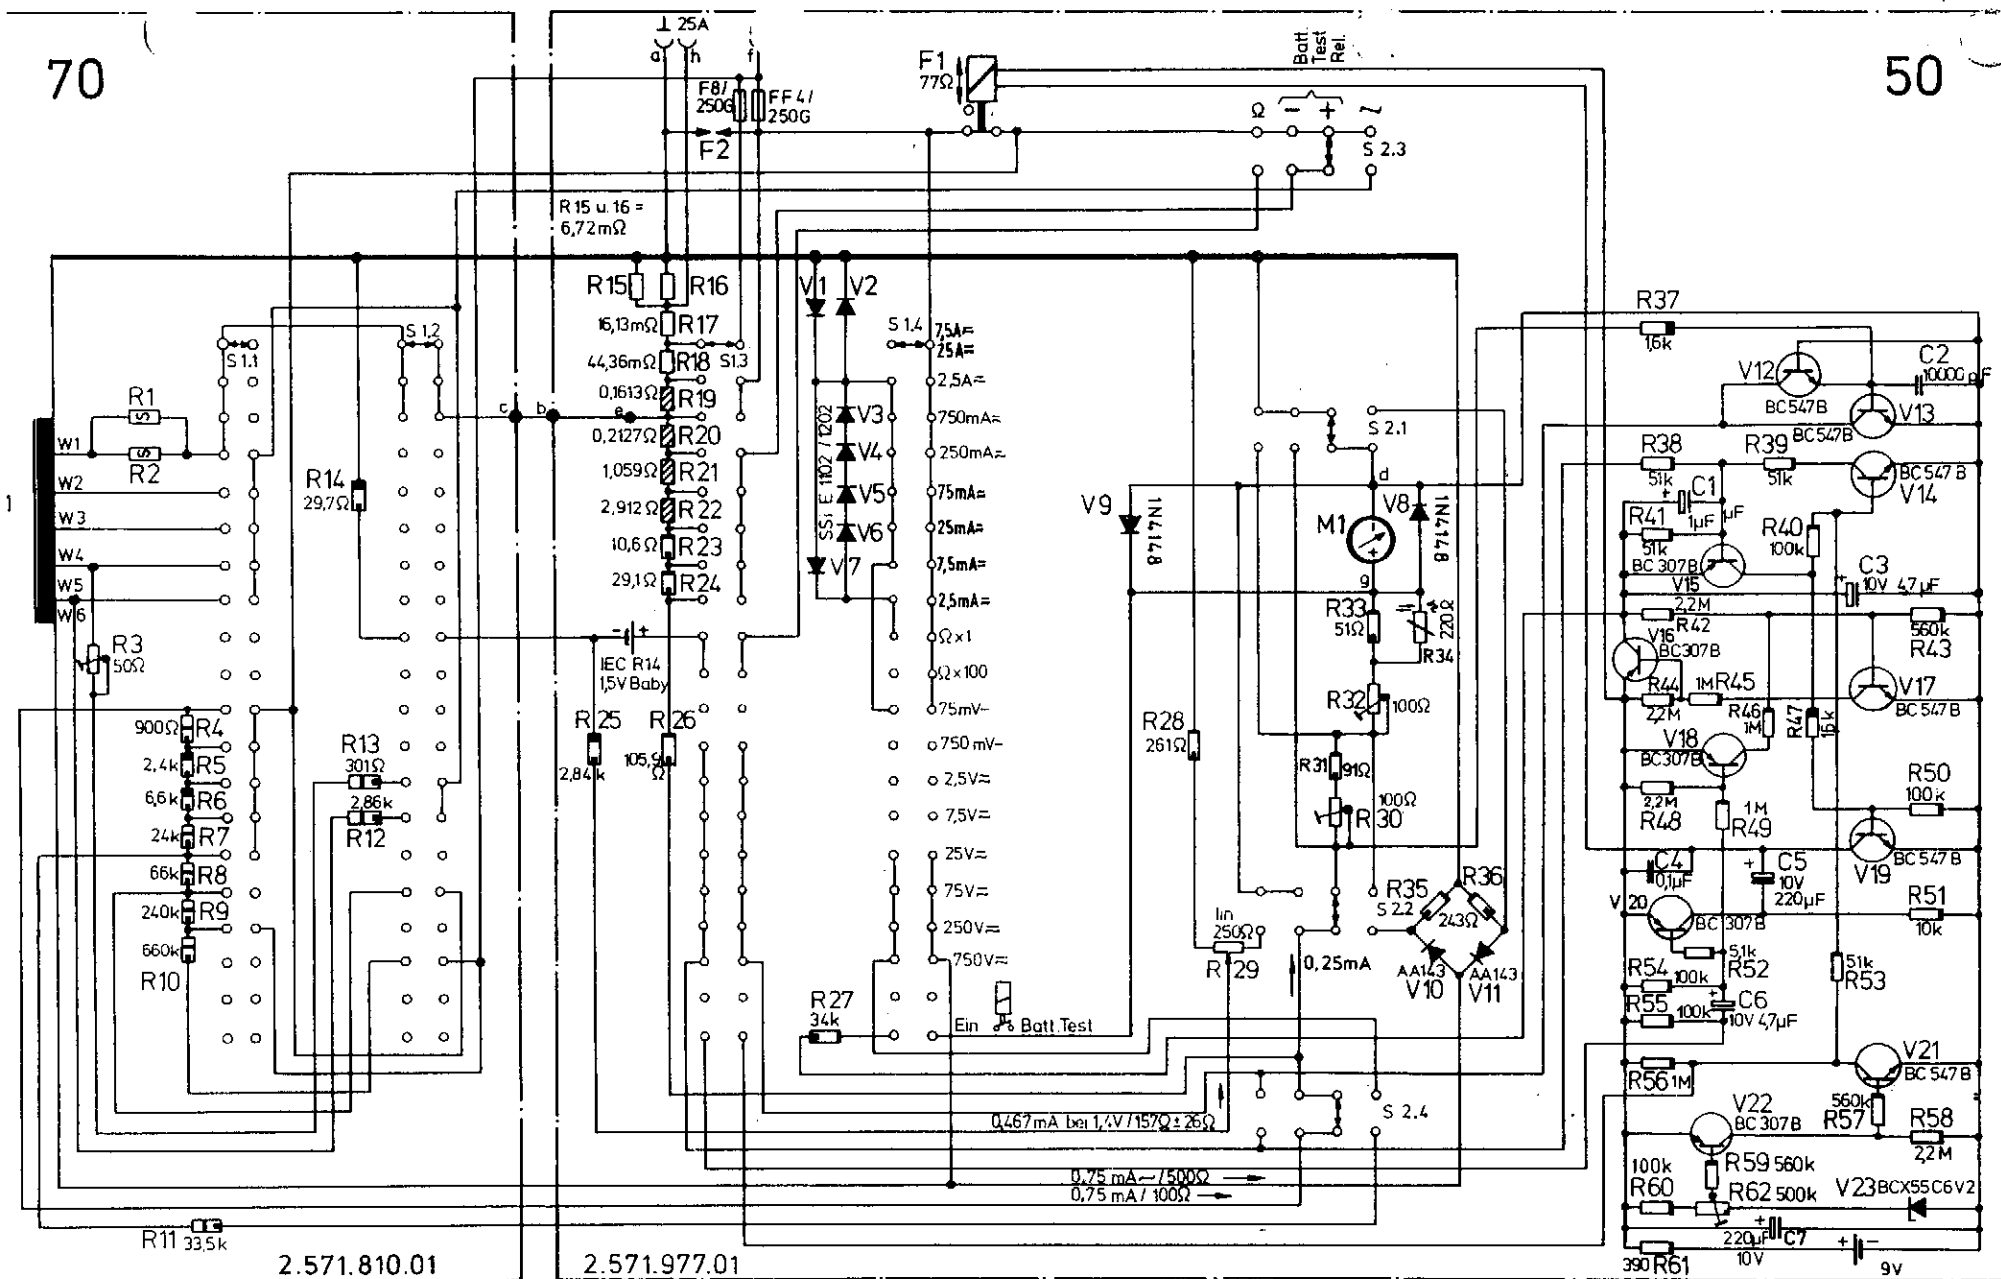 70
50
⊥ 25A
a h f
F8/
250G
FF4/
250G
F2
F1
77Ω
Batt.
Test
Rel.
Ω − + ~
S 2.3
R 15 u. 16 =
6,72mΩ
R15
R16
16,13mΩ R17
44,36mΩ R18
0,1613Ω R19
0,2127Ω R20
1,059Ω R21
2,912Ω R22
10,6Ω R23
29,1Ω R24
V1 V2
V3
V4
V5
V6
V7
S 1.1
S 1.2
S1.3
S 1.4
7,5A≂
25A≂
2,5A≂
750mA≂
250mA≂
75mA≂
25mA≂
7,5mA≂
2,5mA≂
Ω×1
Ω×100
75mV-
750mV-
2,5V≂
7,5V≂
25V≂
75V≂
250V≂
750V≂
Ein
Batt.Test
c b e
R1
R2
W1
W2
W3
W4
W5
W6
1
R3
50Ω
R14
29,7Ω
900Ω R4
2,4k R5
6,6k R6
24k R7
66k R8
240k R9
660k
R10
R13
301Ω
2,86k
R12
R11 33,5k
IEC R14
1,5V Baby
R25
2,84k
R26
105,9
Ω
R27
34k
R28
261Ω
lin
250Ω
R 29
V9
1N4148
M1
d
g
V8
1N4148
R33
51Ω
220Ω
R34
R32
100Ω
R31 91Ω
100Ω
R30
S 2.1
S 2.2
S 2.4
R35
R36
243Ω
AA143
V10
AA143
V11
0,25mA
0,467mA bei 1,4V/157Ω±26Ω
0,75 mA~/500Ω
0,75 mA/100Ω
R37
1,6k
V12
BC547B
C2
10000 pF
V13
BC547B
R38
51k
R39
51k
BC547B
V14
C1
1µF
µF
R41
51k
R40
100k
BC307B
V15
C3
10V 47µF
2,2M
R42
560k
R43
V16
BC307B
R44
2,2M
1M R45
V17
BC547B
R46
1M
R47
16k
V18
BC307B
2,2M
R48
1M
R49
R50
100k
C4
0,1µF
C5
10V
220µF
V19
BC547B
V 20
BC 307B
R51
10k
5,1k
R52
R54
100k
R55
100k
C6
10V 47µF
51k
R53
R56 1M
V21
BC547B
V22
BC307B
560k
R57
R58
2,2M
R59 560k
100k
R60
R62 500k
V23 BCX55C6V2
220µF
10V
C7
390 R61
9V
2.571.810.01
2.571.977.01